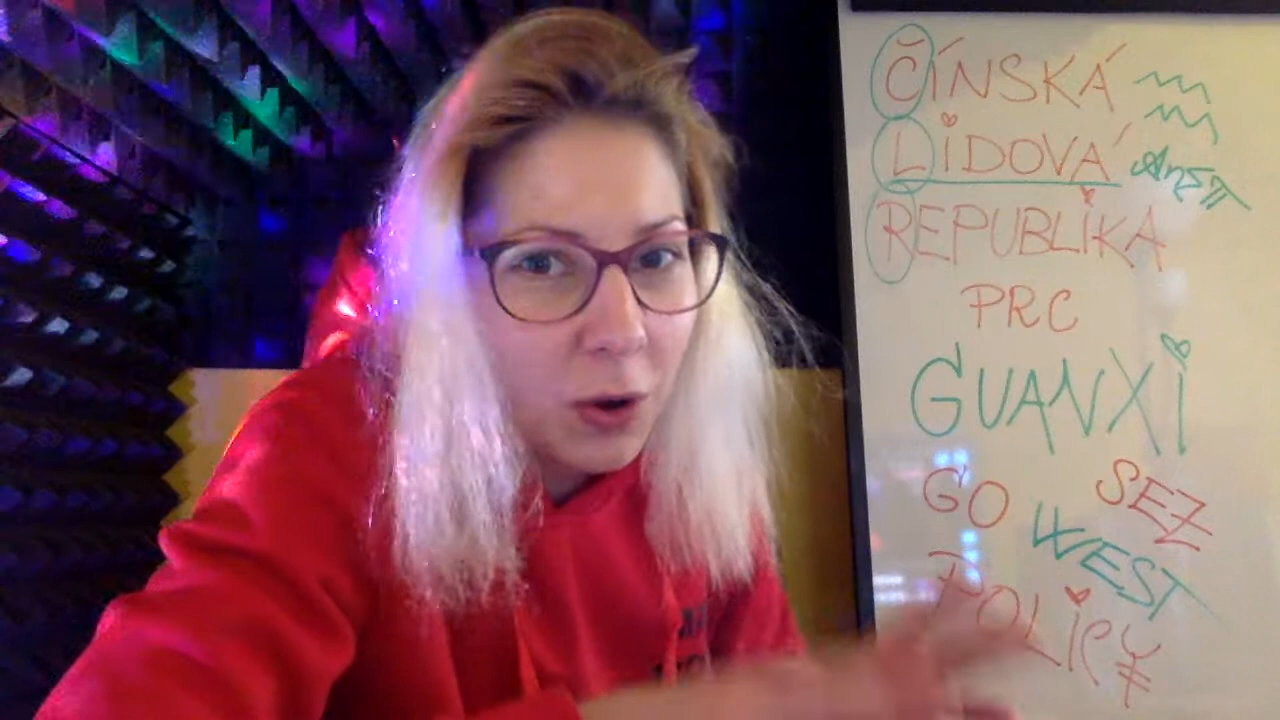 ČÍNSKÁ
LIDOVÁ
REPUBLIKA
PRC
GUANXI
GO SEZ
WEST
POLICY